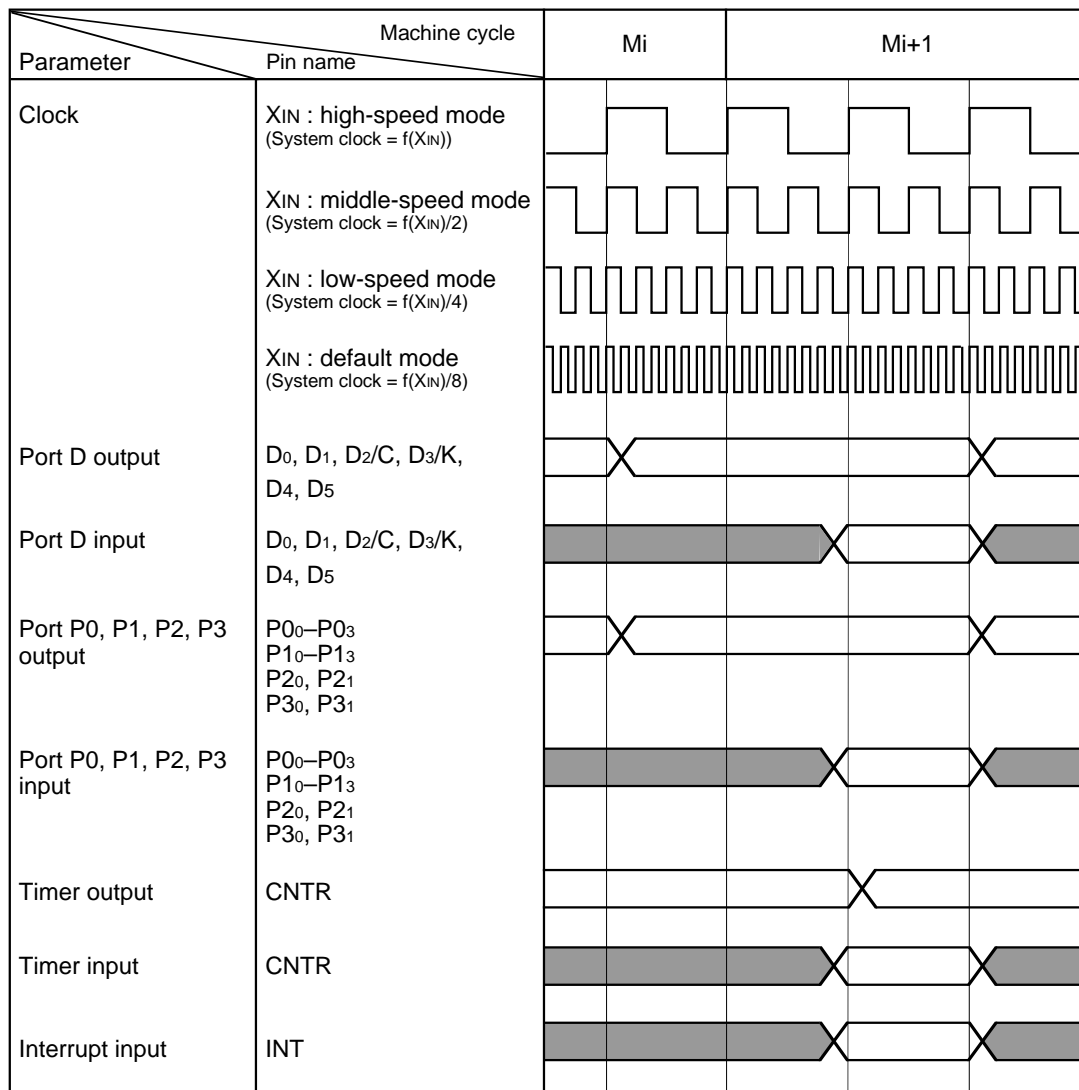 Machine cycle
Parameter
Pin name
Mi
Mi+1
Clock
XIN : high-speed mode
(System clock = f(XIN))
XIN : middle-speed mode
(System clock = f(XIN)/2)
XIN : low-speed mode
(System clock = f(XIN)/4)
XIN : default mode
(System clock = f(XIN)/8)
Port D output
D0, D1, D2/C, D3/K,
D4, D5
Port D input
D0, D1, D2/C, D3/K,
D4, D5
Port P0, P1, P2, P3
output
P00–P03
P10–P13
P20, P21
P30, P31
Port P0, P1, P2, P3
input
P00–P03
P10–P13
P20, P21
P30, P31
Timer output
CNTR
Timer input
CNTR
Interrupt input
INT